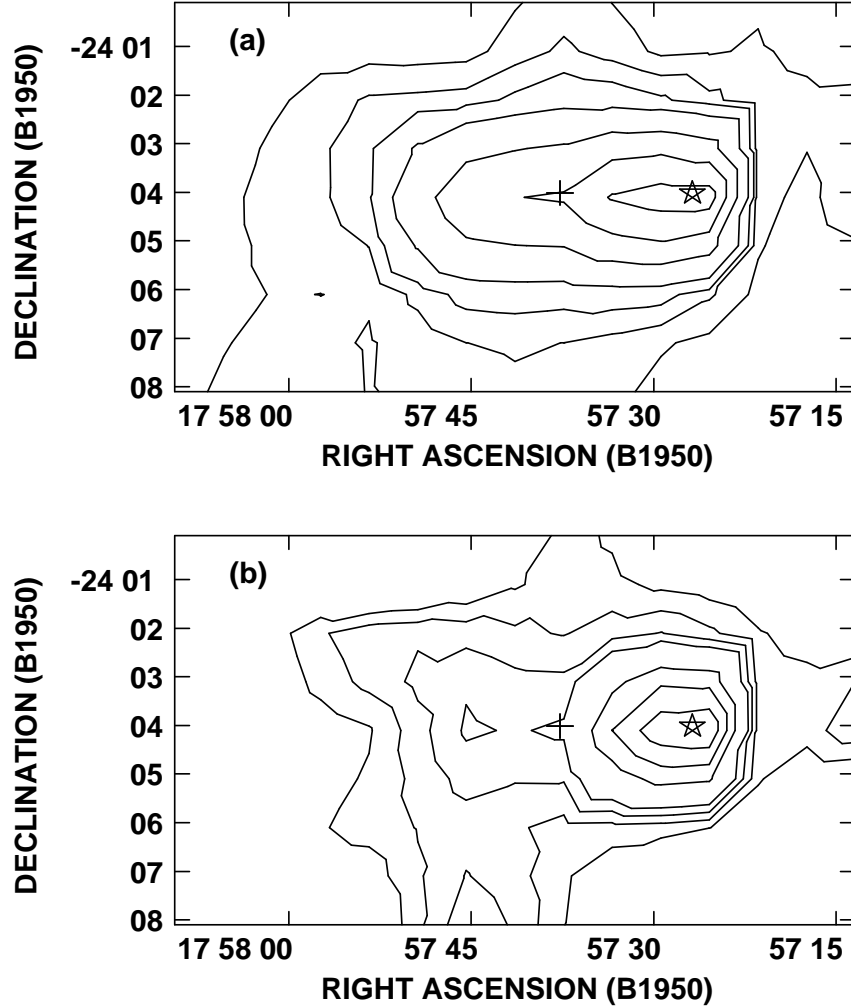 (a)
DECLINATION (B1950)
-24 01
02
03
04
05
06
07
08
17 58 00 57 45 57 30 57 15
RIGHT ASCENSION (B1950)
(b)
DECLINATION (B1950)
-24 01
02
03
04
05
06
07
08
17 58 00 57 45 57 30 57 15
RIGHT ASCENSION (B1950)